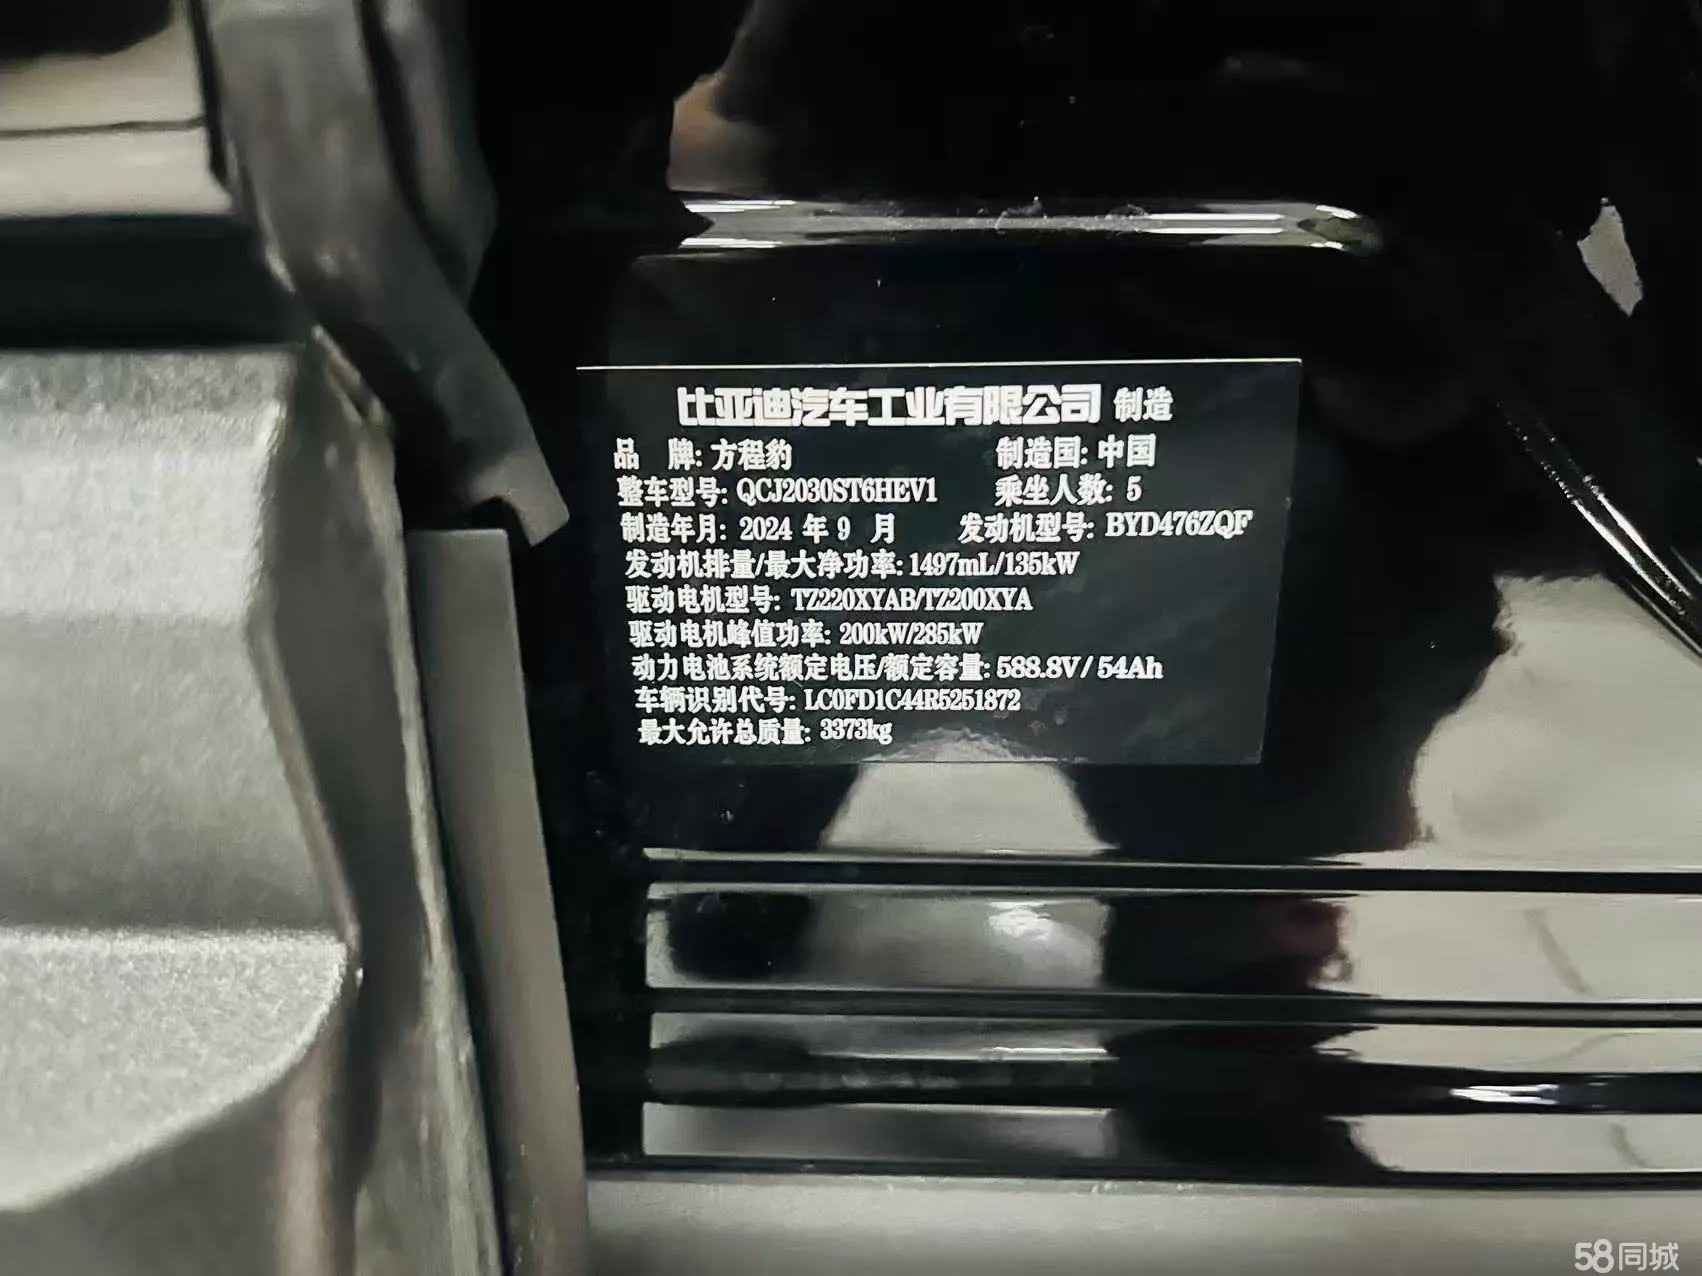 比亚迪汽车工业有限公司 制造
品 牌: 方程豹 制造国: 中国
整车型号: QCJ2030ST6HEV1 乘坐人数: 5
制造年月: 2024 年 9 月 发动机型号: BYD476ZQF
发动机排量/最大净功率: 1497mL/135kW
驱动电机型号: TZ220XYAB/TZ200XYA
驱动电机峰值功率: 200kW/285kW
动力电池系统额定电压/额定容量: 588.8V / 54Ah
车辆识别代号: LC0FD1C44R5251872
最大允许总质量: 3373kg
58同城